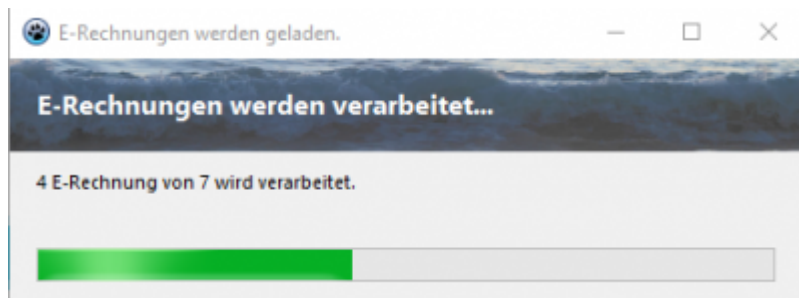 E-Rechnungen werden geladen.
E-Rechnungen werden verarbeitet...
4 E-Rechnung von 7 wird verarbeitet.